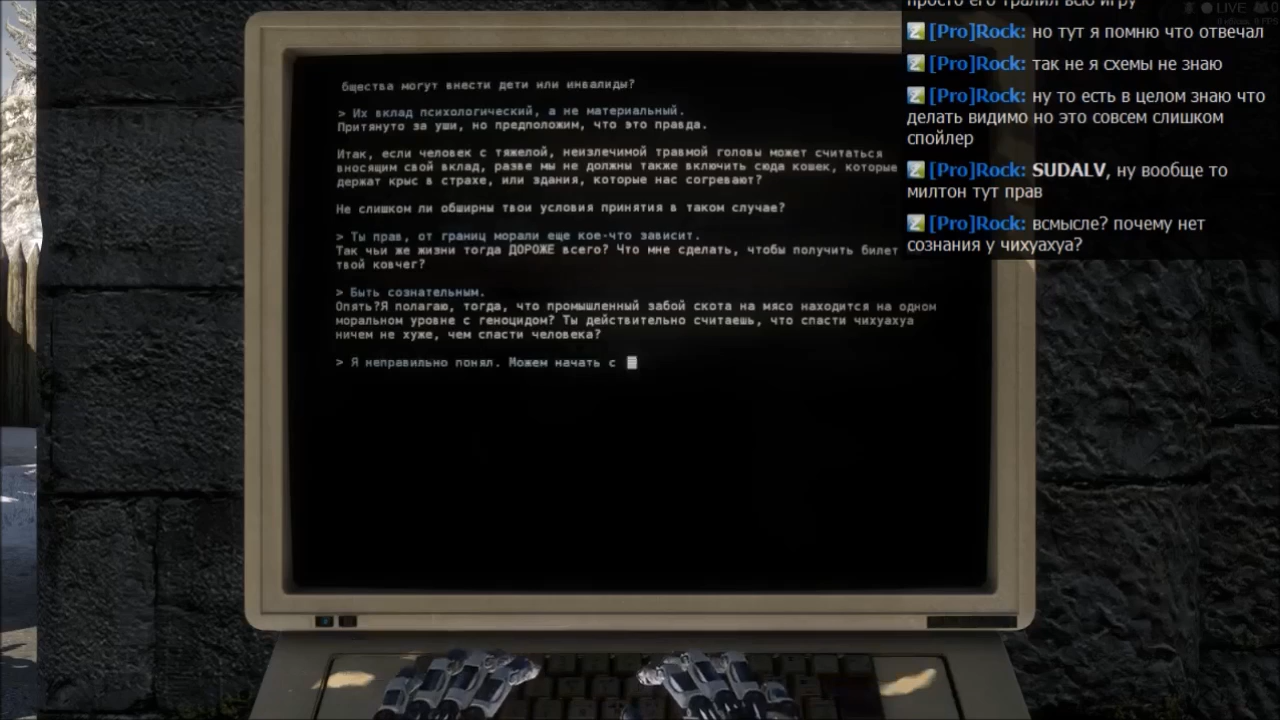 бщества могут внести дети или инвалиды?
> Их вклад психологический, а не материальный.
Притянуто за уши, но предположим, что это правда.
Итак, если человек с тяжелой, неизлечимой травмой головы может считаться
вносящим свой вклад, разве мы не должны также включить сюда кошек, которые
держат крыс в страхе, или здания, которые нас согревают?
Не слишком ли обширны твои условия принятия в таком случае?
> Ты прав, от границ морали еще кое-что зависит.
Так чьи же жизни тогда ДОРОЖЕ всего? Что мне сделать, чтобы получить билет
твой ковчег?
> Быть сознательным.
Опять?Я полагаю, тогда, что промышленный забой скота на мясо находится на одном
моральном уровне с геноцидом? Ты действительно считаешь, что спасти чихуахуа
ничем не хуже, чем спасти человека?
> Я неправильно понял. Можем начать с
просто его тралил всю игру
[Pro]Rock: но тут я помню что отвечал
[Pro]Rock: так не я схемы не знаю
[Pro]Rock: ну то есть в целом знаю что
делать видимо но это совсем слишком
спойлер
[Pro]Rock: SUDALV, ну вообще то
милтон тут прав
[Pro]Rock: всмысле? почему нет
сознания у чихуахуа?
LIVE